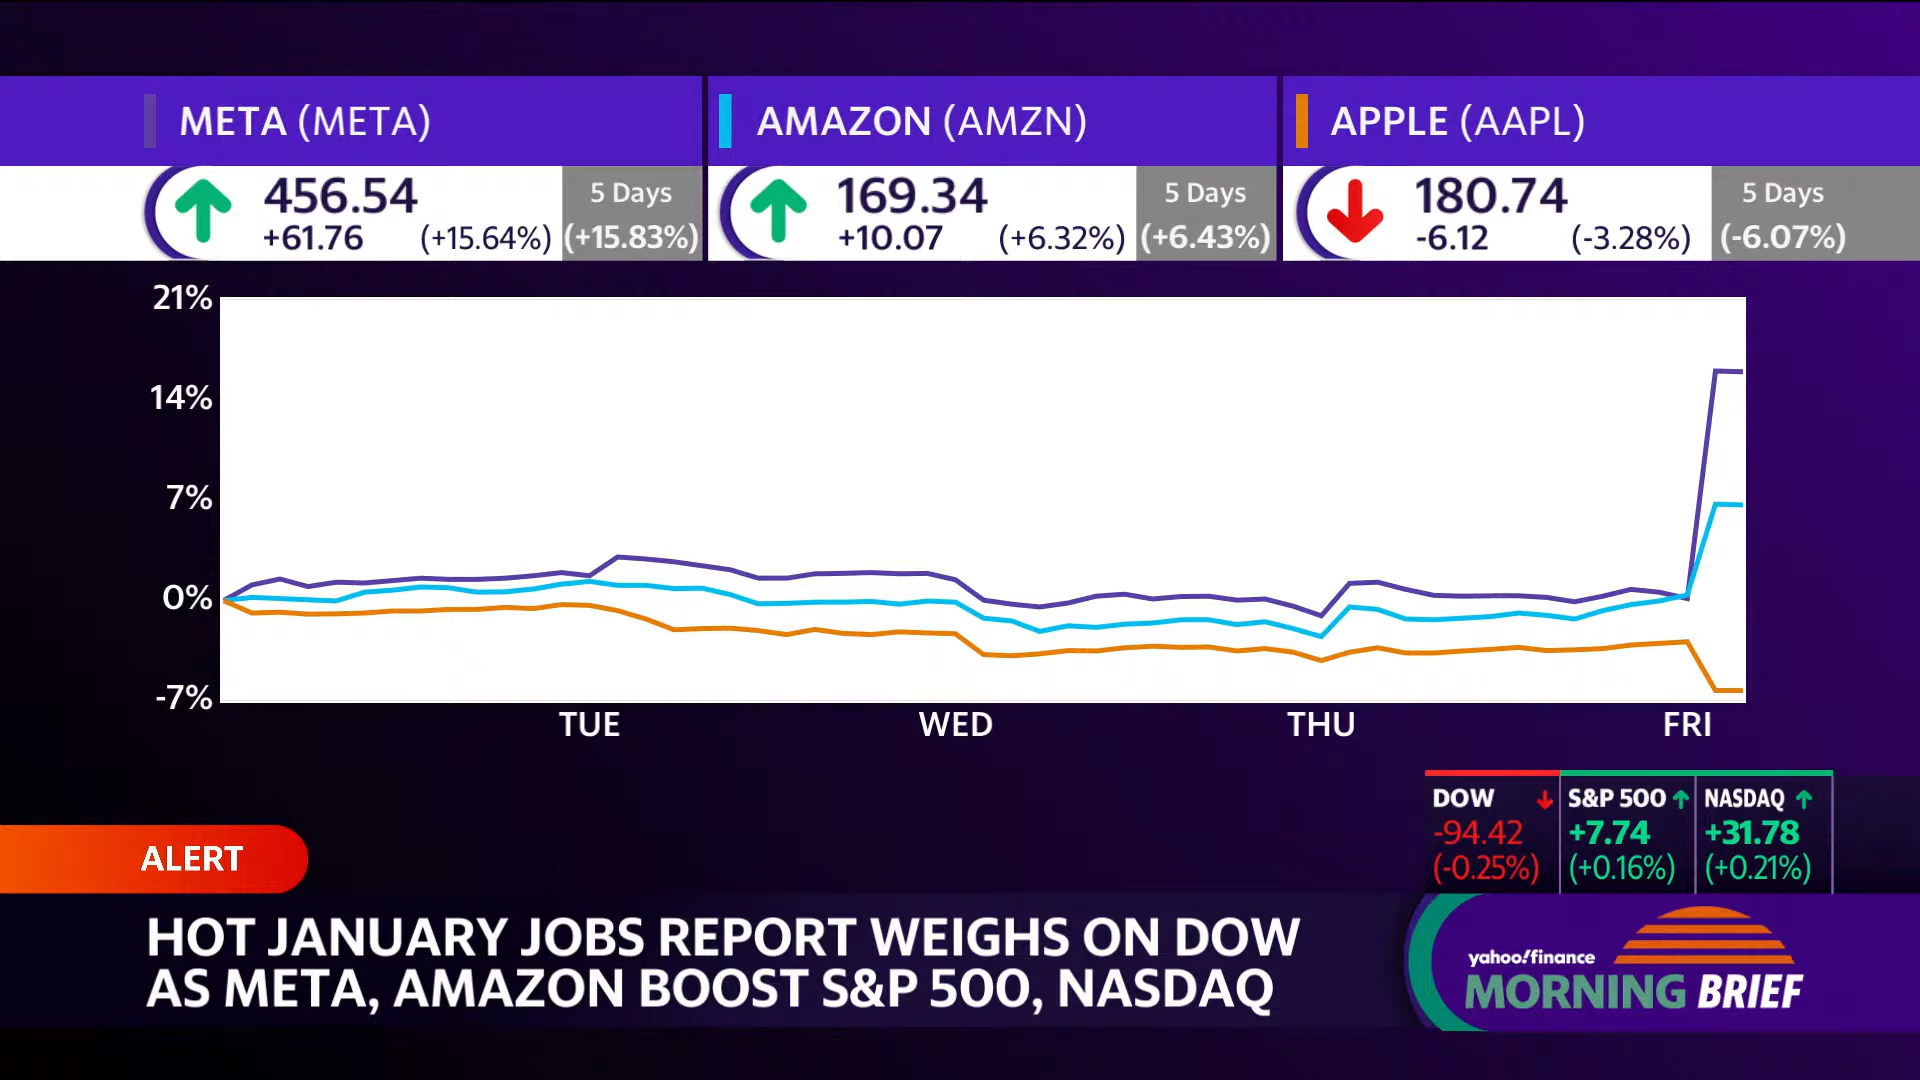 META (META)
456.54
+61.76 (+15.64%)
5 Days
(+15.83%)
AMAZON (AMZN)
169.34
+10.07 (+6.32%)
5 Days
(+6.43%)
APPLE (AAPL)
180.74
-6.12 (-3.28%)
5 Days
(-6.07%)
21%
14%
7%
0%
-7%
TUE WED THU FRI
DOW
-94.42
(-0.25%)
S&P 500
+7.74
(+0.16%)
NASDAQ
+31.78
(+0.21%)
ALERT
HOT JANUARY JOBS REPORT WEIGHS ON DOW
AS META, AMAZON BOOST S&P 500, NASDAQ
yahoo!finance
MORNING BRIEF